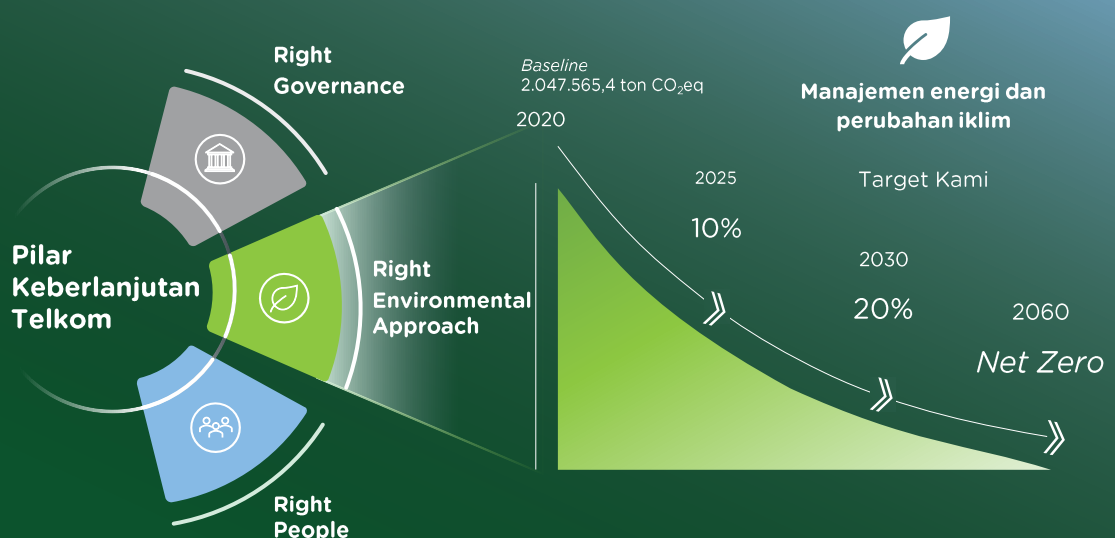 Right
Governance
Pilar
Keberlanjutan
Telkom
Right
Environmental
Approach
Right
People
Baseline
2.047.565,4 ton CO₂eq
2020
2025
10%
Manajemen energi dan
perubahan iklim
Target Kami
2030
20%
2060
Net Zero